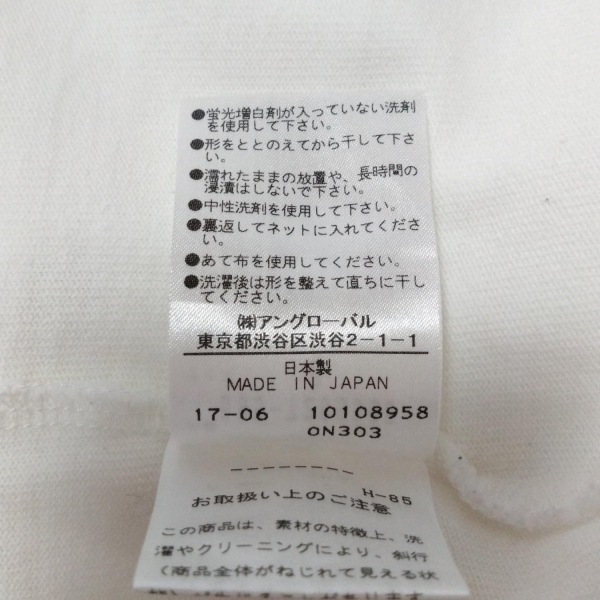 ●蛍光増白剤が入っていない洗剤
を使用して下さい。
●形をととのえてから干して下さ
い。
●濡れたままの放置や、長時間の
浸漬はしないで下さい。
●中性洗剤を使用して下さい。
●裏返してネットに入れてくださ
い。
●あて布を使用してください。
●洗濯後は形を整えて直ちに干し
てください。
㈱アングローバル
東京都渋谷区渋谷2-1-1
日本製
MADE IN JAPAN
17-06 10108958
ON303
--------
お取扱い上のご注意 H-85
この商品は、素材の特徴上、洗
濯やクリーニングにより、斜行
(商品全体がねじれて見える状